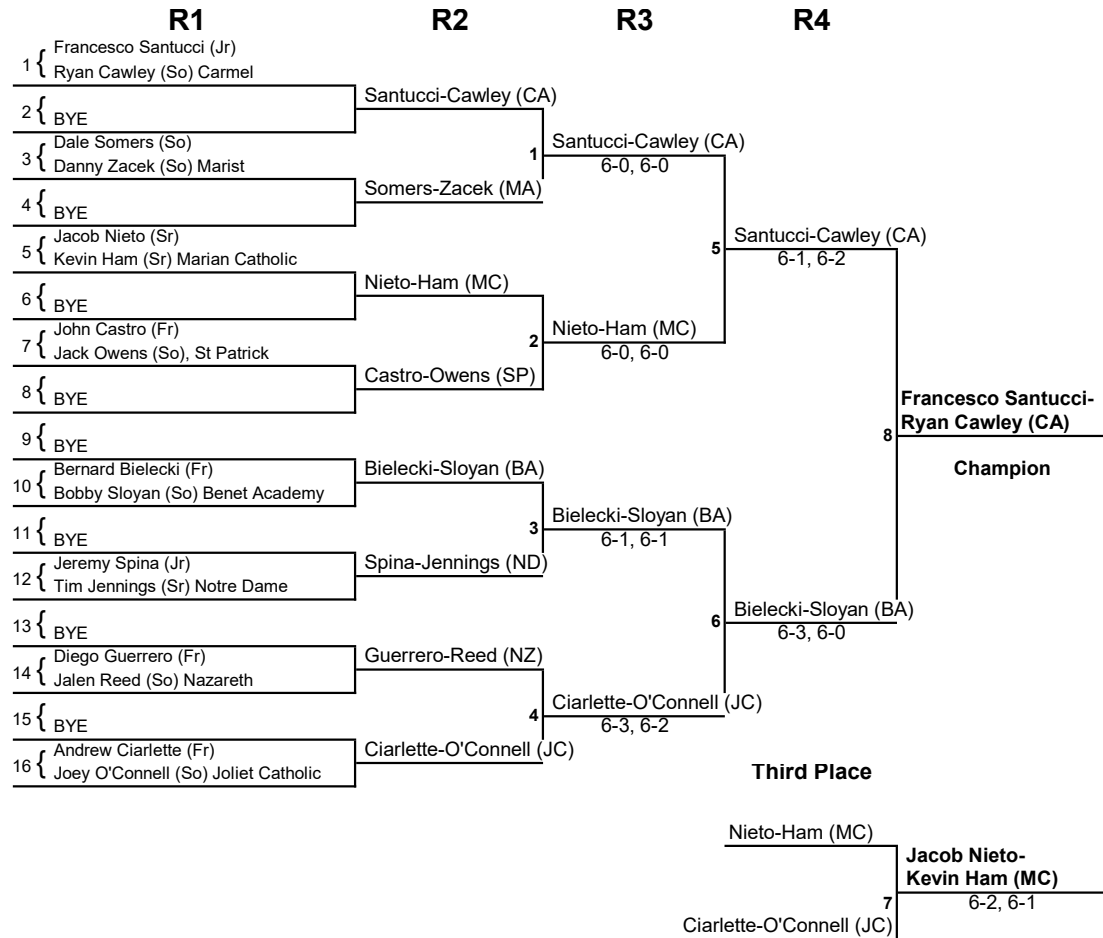 R1 R2 R3 R4
Francesco Santucci (Jr)
1 { Ryan Cawley (So) Carmel
Santucci-Cawley (CA)
2 { BYE
Dale Somers (So)
3 { Danny Zacek (So) Marist
1 Santucci-Cawley (CA)
6-0, 6-0
Somers-Zacek (MA)
4 { BYE
Jacob Nieto (Sr)
5 { Kevin Ham (Sr) Marian Catholic
5 Santucci-Cawley (CA)
6-1, 6-2
Nieto-Ham (MC)
6 { BYE
John Castro (Fr)
7 { Jack Owens (So), St Patrick
2 Nieto-Ham (MC)
6-0, 6-0
Castro-Owens (SP)
8 { BYE
Francesco Santucci-
Ryan Cawley (CA)
8
9 { BYE
Champion
Bernard Bielecki (Fr)
10 { Bobby Sloyan (So) Benet Academy
Bielecki-Sloyan (BA)
11 { BYE
3 Bielecki-Sloyan (BA)
6-1, 6-1
Jeremy Spina (Jr)
12 { Tim Jennings (Sr) Notre Dame
Spina-Jennings (ND)
13 { BYE
6 Bielecki-Sloyan (BA)
6-3, 6-0
Diego Guerrero (Fr)
14 { Jalen Reed (So) Nazareth
Guerrero-Reed (NZ)
15 { BYE
4 Ciarlette-O'Connell (JC)
6-3, 6-2
Andrew Ciarlette (Fr)
16 { Joey O'Connell (So) Joliet Catholic
Ciarlette-O'Connell (JC)
Third Place
Nieto-Ham (MC)
Jacob Nieto-
Kevin Ham (MC)
7 6-2, 6-1
Ciarlette-O'Connell (JC)